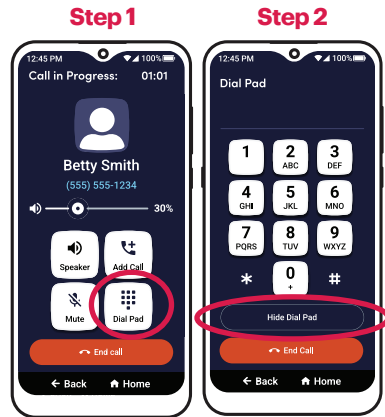 Step 1
12:45 PM 100%
Call in Progress: 01:01
Betty Smith
(555) 555-1234
30%
Speaker
Add Call
Mute
Dial Pad
End call
Back Home
Step 2
12:45 PM 100%
Dial Pad
1 2 3
ABC DEF
4 5 6
GHI JKL MNO
7 8 9
PQRS TUV WXYZ
* 0 #
+
Hide Dial Pad
End Call
Back Home